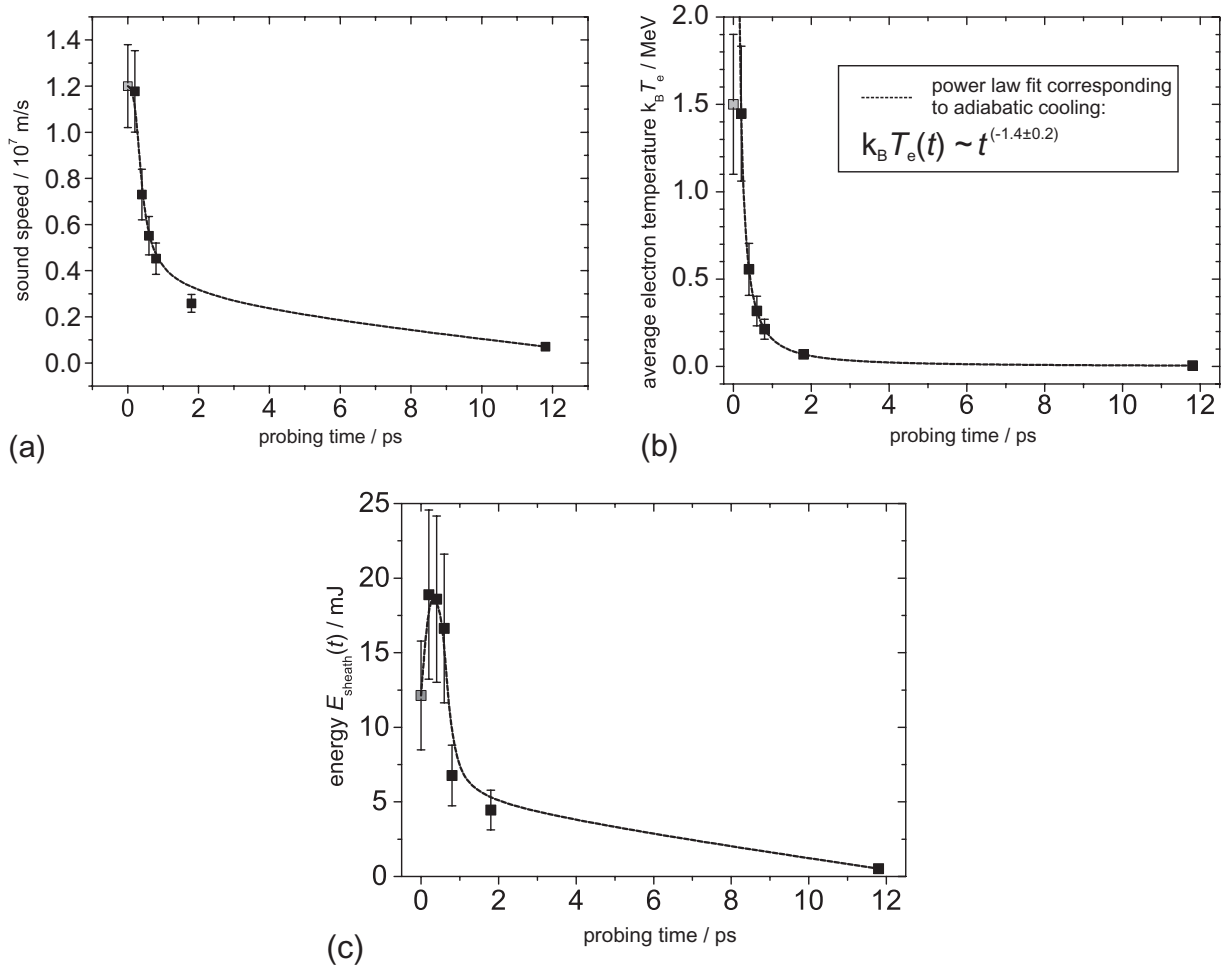 1.4
1.2
1.0
0.8
0.6
0.4
0.2
0.0
sound speed / 10⁷ m/s
0 2 4 6 8 10 12
probing time / ps
(a)
2.0
1.5
1.0
0.5
0.0
average electron temperature k_B T_e / MeV
power law fit corresponding
to adiabatic cooling:
k_B T_e(t) ~ t^(-1.4±0.2)
0 2 4 6 8 10 12
probing time / ps
(b)
25
20
15
10
5
0
energy E_sheath(t) / mJ
0 2 4 6 8 10 12
probing time / ps
(c)